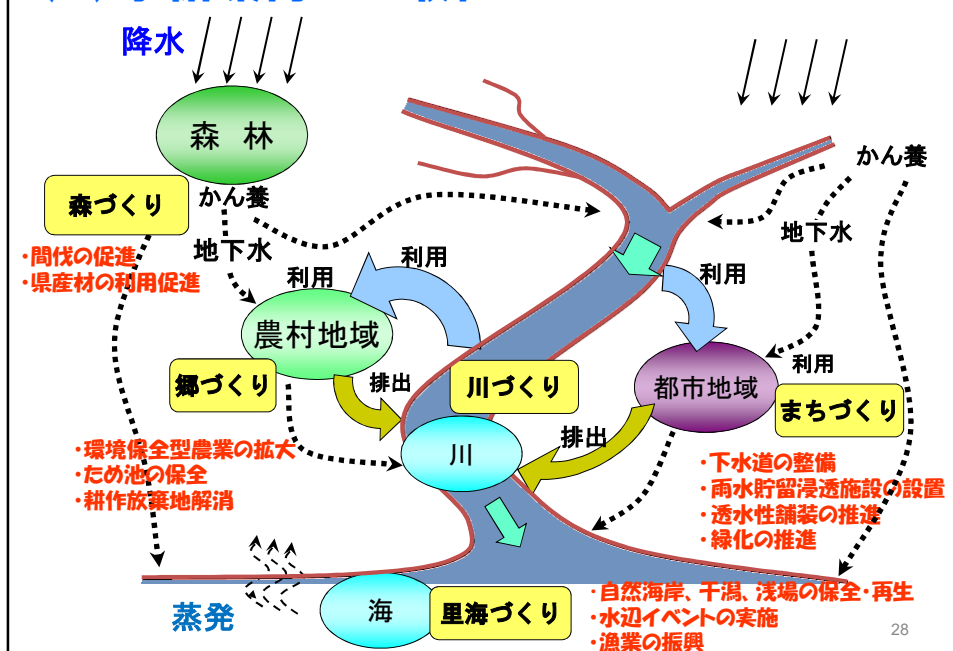 降水
森 林
かん養
森づくり
・間伐の促進
・県産材の利用促進
地下水
利用
利用
農村地域
郷づくり
排出
・環境保全型農業の拡大
・ため池の保全
・耕作放棄地解消
川づくり
川
かん養
地下水
利用
利用
都市地域
まちづくり
排出
・下水道の整備
・雨水貯留浸透施設の設置
・透水性舗装の推進
・緑化の推進
蒸発
海
里海づくり
・自然海岸、干潟、浅場の保全・再生
・水辺イベントの実施
・漁業の振興
28